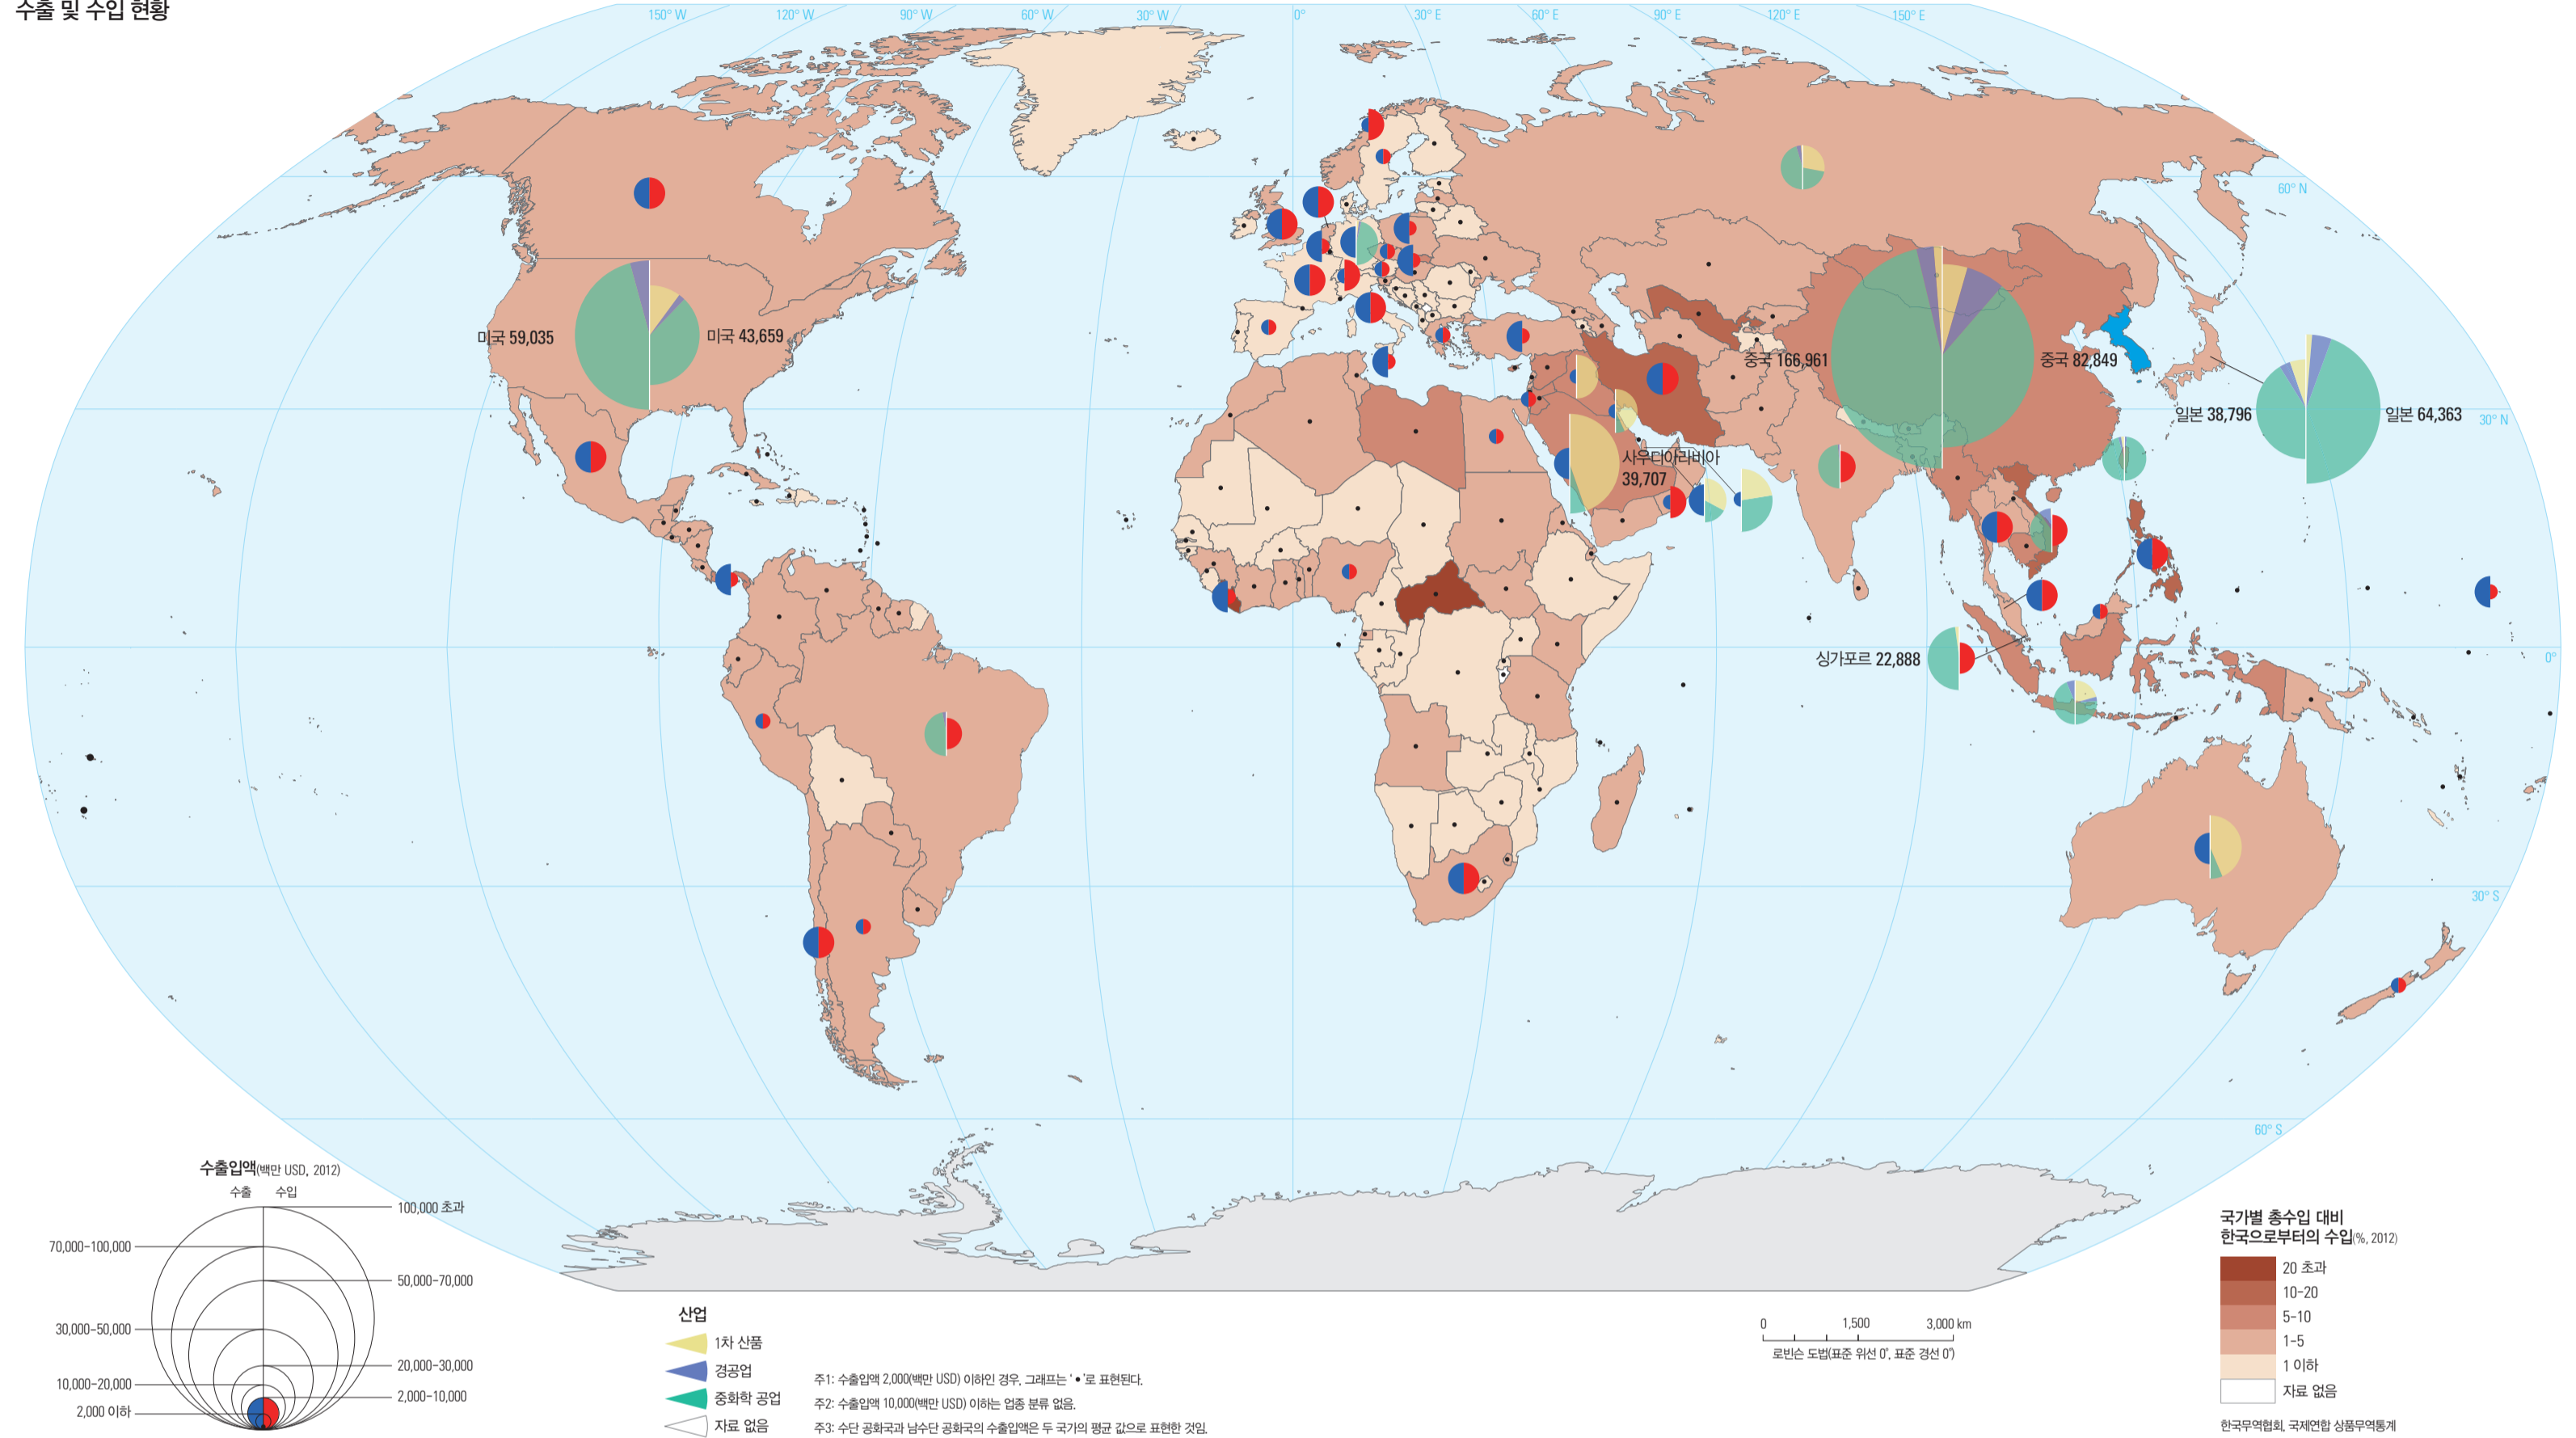 수출 및 수입 현황
150° W
120° W
90° W
60° W
30° W
0°
30° E
60° E
90° E
120° E
150° E
60° N
미국 59,035
미국 43,659
중국 166,961
중국 82,849
일본 38,796
일본 64,363
30° N
사우디아라비아
39,707
싱가포르 22,888
0°
30° S
60° S
수출입액(백만 USD, 2012)
수출
수입
100,000 초과
70,000-100,000
50,000-70,000
30,000-50,000
20,000-30,000
10,000-20,000
2,000-10,000
2,000 이하
산업
1차 산품
경공업
중화학 공업
자료 없음
주1: 수출입액 2,000(백만 USD) 이하인 경우, 그래프는 ' • '로 표현된다.
주2: 수출입액 10,000(백만 USD) 이하는 업종 분류 없음.
주3: 수단 공화국과 남수단 공화국의 수출입액은 두 국가의 평균 값으로 표현한 것임.
0
1,500
3,000 km
로빈슨 도법(표준 위선 0°, 표준 경선 0°)
국가별 총수입 대비
한국으로부터의 수입(%, 2012)
20 초과
10-20
5-10
1-5
1 이하
자료 없음
한국무역협회, 국제연합 상품무역통계